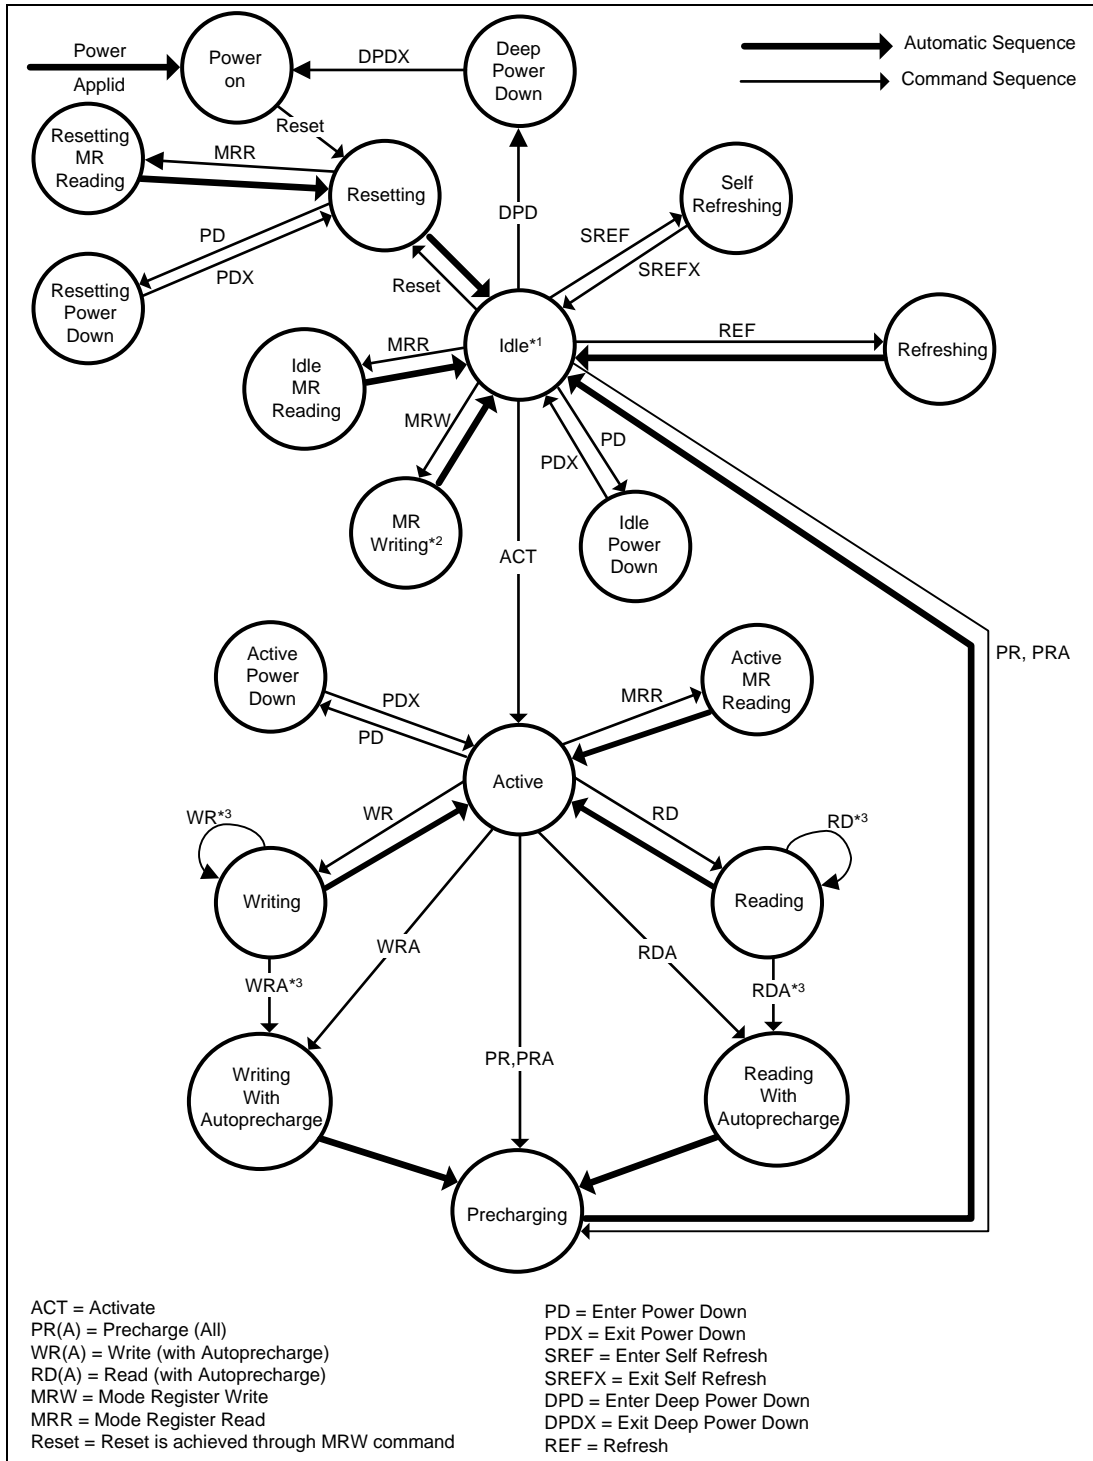 Power
Applid
Power
on
DPDX
Deep
Power
Down
Automatic Sequence
Command Sequence
Reset
Resetting
MR
Reading
MRR
Resetting
Self
Refreshing
DPD
PD
PDX
SREF
SREFX
Resetting
Power
Down
Reset
Idle*1
REF
Refreshing
MRR
Idle
MR
Reading
MRW
PD
PDX
MR
Writing*2
Idle
Power
Down
ACT
PR, PRA
Active
Power
Down
PDX
PD
MRR
Active
MR
Reading
Active
WR*3
WR
RD
RD*3
Writing
Reading
WRA
RDA
WRA*3
RDA*3
PR,PRA
Writing
With
Autoprecharge
Reading
With
Autoprecharge
Precharging
ACT = Activate
PR(A) = Precharge (All)
WR(A) = Write (with Autoprecharge)
RD(A) = Read (with Autoprecharge)
MRW = Mode Register Write
MRR = Mode Register Read
Reset = Reset is achieved through MRW command
PD = Enter Power Down
PDX = Exit Power Down
SREF = Enter Self Refresh
SREFX = Exit Self Refresh
DPD = Enter Deep Power Down
DPDX = Exit Deep Power Down
REF = Refresh